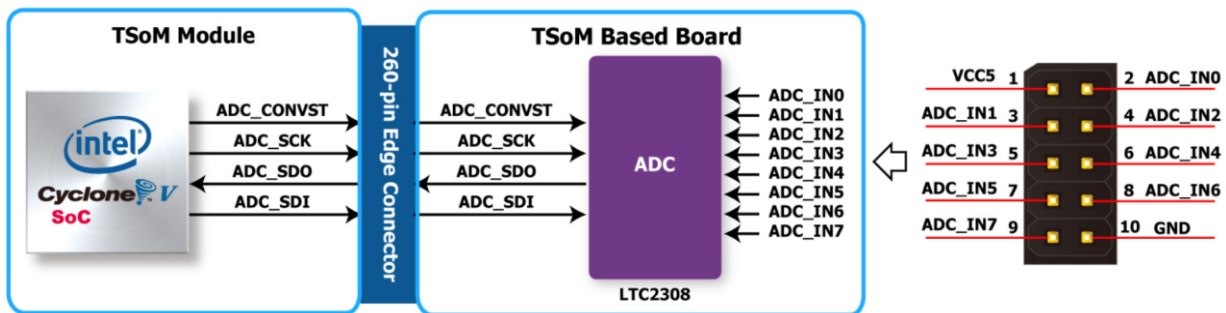 TSoM Module
intel
Cyclone V
SoC
ADC_CONVST
ADC_SCK
ADC_SDO
ADC_SDI
260-pin Edge Connector
TSoM Based Board
ADC_CONVST
ADC_SCK
ADC_SDO
ADC_SDI
ADC
LTC2308
ADC_IN0
ADC_IN1
ADC_IN2
ADC_IN3
ADC_IN4
ADC_IN5
ADC_IN6
ADC_IN7
VCC5 1 2 ADC_IN0
ADC_IN1 3 4 ADC_IN2
ADC_IN3 5 6 ADC_IN4
ADC_IN5 7 8 ADC_IN6
ADC_IN7 9 10 GND